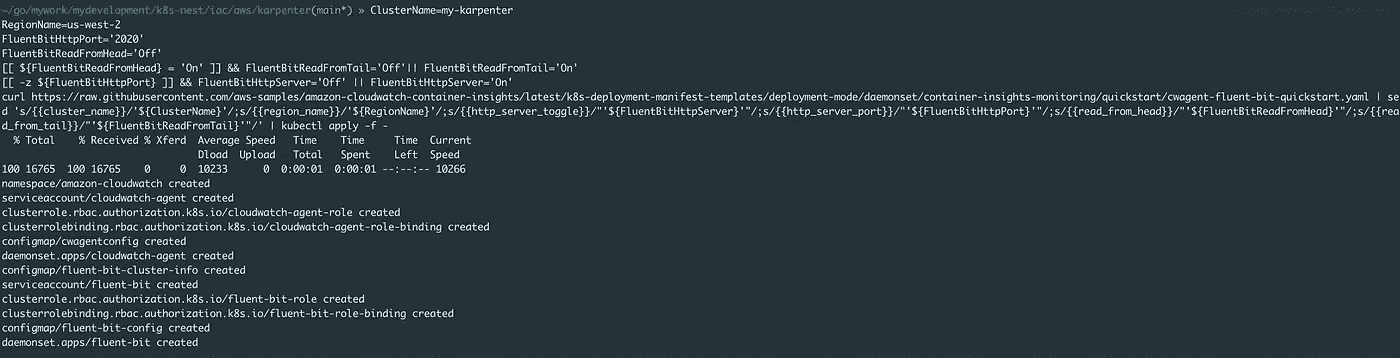 ~/go/mywork/mydevelopment/k8s-nest/iac/aws/karpenter(main*) » ClusterName=my-karpenter
RegionName=us-west-2
FluentBitHttpPort='2020'
FluentBitReadFromHead='Off'
[[ ${FluentBitReadFromHead} = 'On' ]] && FluentBitReadFromTail='Off'|| FluentBitReadFromTail='On'
[[ -z ${FluentBitHttpPort} ]] && FluentBitHttpServer='Off' || FluentBitHttpServer='On'
curl https://raw.githubusercontent.com/aws-samples/amazon-cloudwatch-container-insights/latest/k8s-deployment-manifest-templates/deployment-mode/daemonset/container-insights-monitoring/quickstart/cwagent-fluent-bit-quickstart.yaml | se
d 's/{{cluster_name}}/'${ClusterName}'/;s/{{region_name}}/'${RegionName}'/;s/{{http_server_toggle}}/"'${FluentBitHttpServer}'"/;s/{{http_server_port}}/"'${FluentBitHttpPort}'"/;s/{{read_from_head}}/"'${FluentBitReadFromHead}'"/;s/{{rea
d_from_tail}}/"'${FluentBitReadFromTail}'"/' | kubectl apply -f -
% Total % Received % Xferd Average Speed Time Time Time Current
Dload Upload Total Spent Left Speed
100 16765 100 16765 0 0 10233 0 0:00:01 0:00:01 --:--:-- 10266
namespace/amazon-cloudwatch created
serviceaccount/cloudwatch-agent created
clusterrole.rbac.authorization.k8s.io/cloudwatch-agent-role created
clusterrolebinding.rbac.authorization.k8s.io/cloudwatch-agent-role-binding created
configmap/cwagentconfig created
daemonset.apps/cloudwatch-agent created
configmap/fluent-bit-cluster-info created
serviceaccount/fluent-bit created
clusterrole.rbac.authorization.k8s.io/fluent-bit-role created
clusterrolebinding.rbac.authorization.k8s.io/fluent-bit-role-binding created
configmap/fluent-bit-config created
daemonset.apps/fluent-bit created